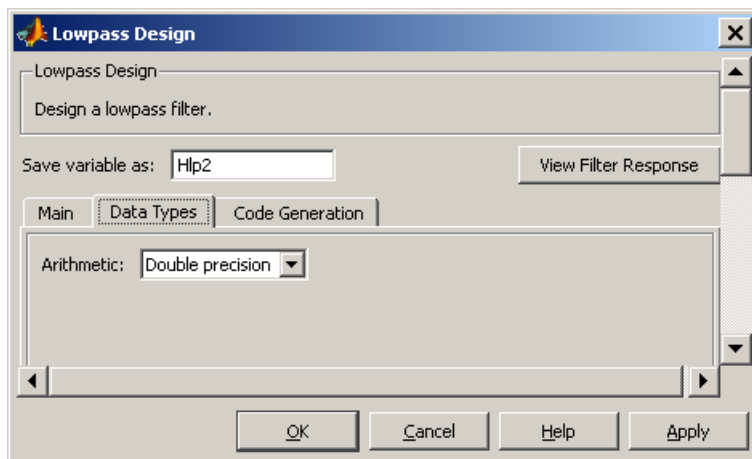 Lowpass Design
Lowpass Design
Design a lowpass filter.
Save variable as: Hlp2 View Filter Response
Main Data Types Code Generation
Arithmetic: Double precision
OK Cancel Help Apply